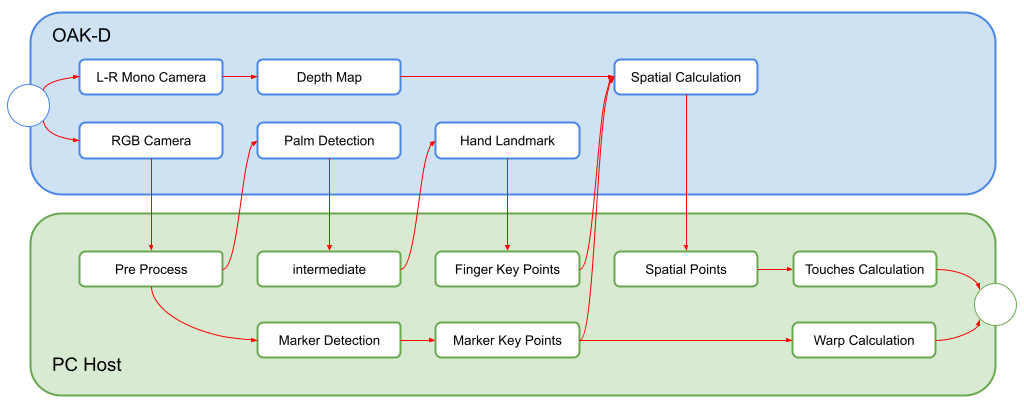 OAK-D
L-R Mono Camera
Depth Map
Spatial Calculation
RGB Camera
Palm Detection
Hand Landmark
Pre Process
intermediate
Finger Key Points
Spatial Points
Touches Calculation
Marker Detection
Marker Key Points
Warp Calculation
PC Host